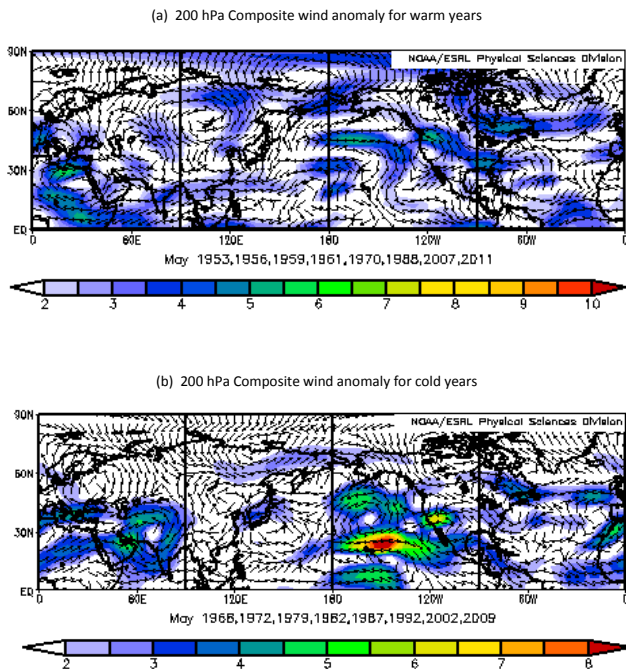 (a) 200 hPa Composite wind anomaly for warm years
90N
NOAA/ESRL Physical Sciences Division
60N
30N
EQ
0 60E 120E 180 120W 60W 0
May 1953,1956,1959,1961,1970,1988,2007,2011
2 3 4 5 6 7 8 9 10
(b) 200 hPa Composite wind anomaly for cold years
90N
NOAA/ESRL Physical Sciences Division
60N
30N
EQ
0 60E 120E 180 120W 60W 0
May 1968,1972,1979,1982,1987,1992,2002,2009
2 3 4 5 6 7 8